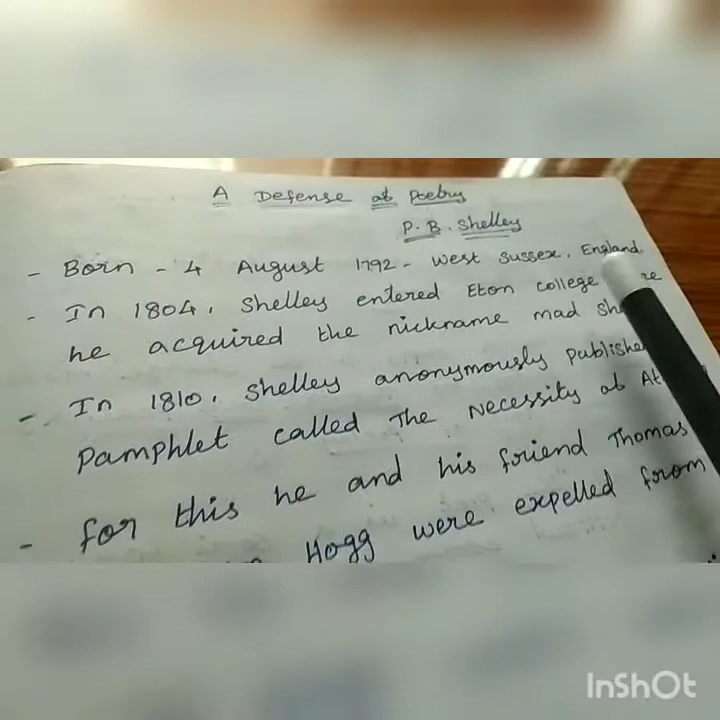 A Defense of Poetry
P. B. Shelley
- Born - 4 August 1792 - West Sussex, England.
- In 1804, Shelley entered Eton college
he acquired the nickname mad
- In 1810, Shelley anonymously
pamphlet called The Necessity of
- for this he and his friend Thomas
Hogg were expelled from
InShOt